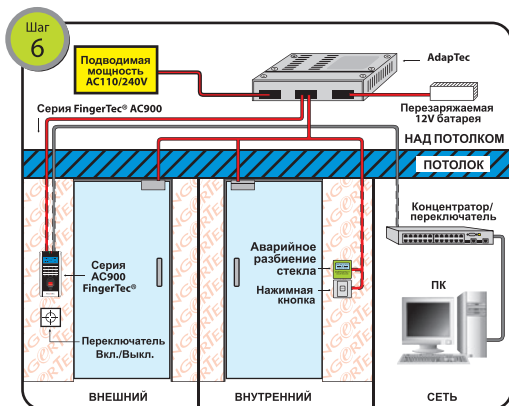 Шаг
6
Подводимая
мощность
AC110/240V
AdapTec
Серия FingerTec® AC900
Перезаряжаемая
12V батарея
НАД ПОТОЛКОМ
ПОТОЛОК
Концентратор/
переключатель
Серия
AC900
FingerTec®
Аварийное
разбиение
стекла
Нажимная
кнопка
ПК
Переключатель
Вкл./Выкл.
ВНЕШНИЙ
ВНУТРЕННИЙ
СЕТЬ